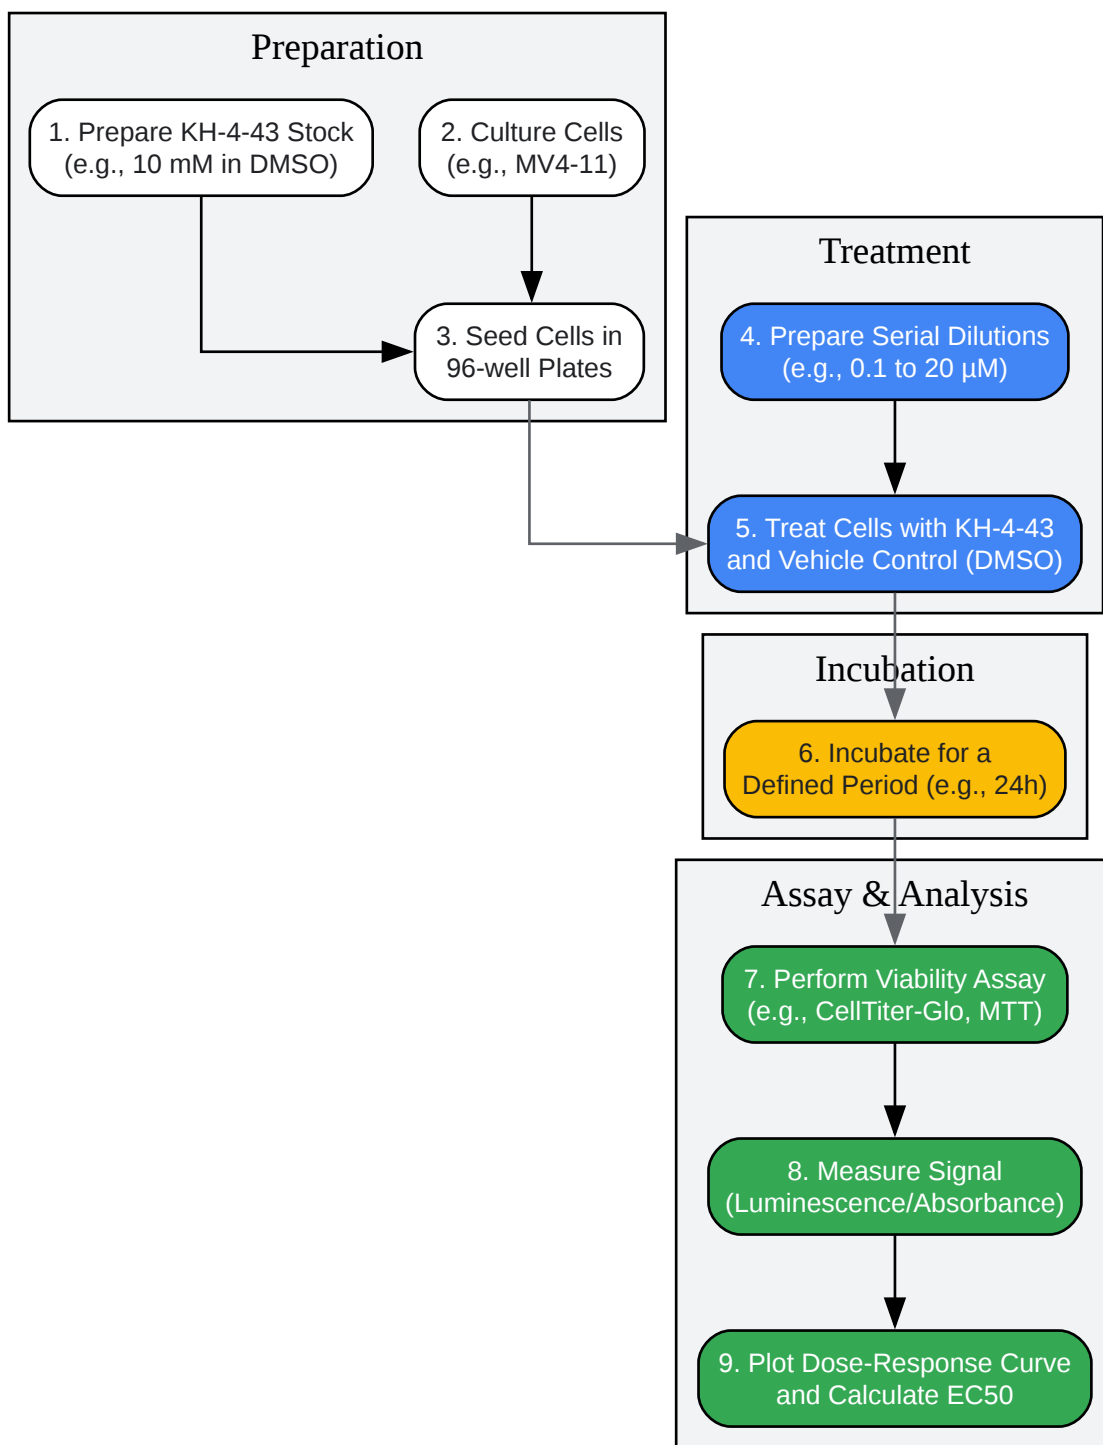 Preparation
1. Prepare KH-4-43 Stock
(e.g., 10 mM in DMSO)
2. Culture Cells
(e.g., MV4-11)
3. Seed Cells in
96-well Plates
Treatment
4. Prepare Serial Dilutions
(e.g., 0.1 to 20 µM)
5. Treat Cells with KH-4-43
and Vehicle Control (DMSO)
Incubation
6. Incubate for a
Defined Period (e.g., 24h)
Assay & Analysis
7. Perform Viability Assay
(e.g., CellTiter-Glo, MTT)
8. Measure Signal
(Luminescence/Absorbance)
9. Plot Dose-Response Curve
and Calculate EC50